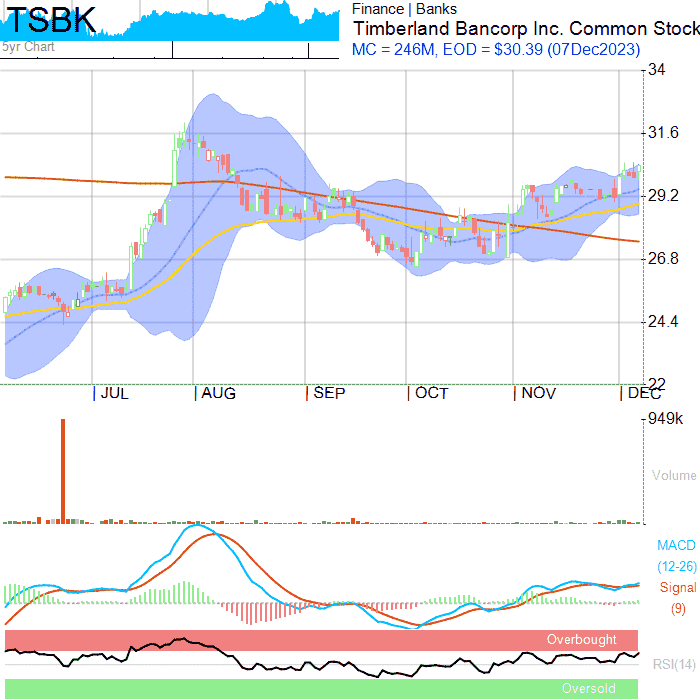 TSBK
Finance | Banks
Timberland Bancorp Inc. Common Stock
MC = 246M, EOD = $30.39 (07Dec2023)
5yr Chart
34
31.6
29.2
26.8
24.4
22
JUL
AUG
SEP
OCT
NOV
DEC
949k
Volume
MACD
(12-26)
Signal
(9)
Overbought
RSI(14)
Oversold